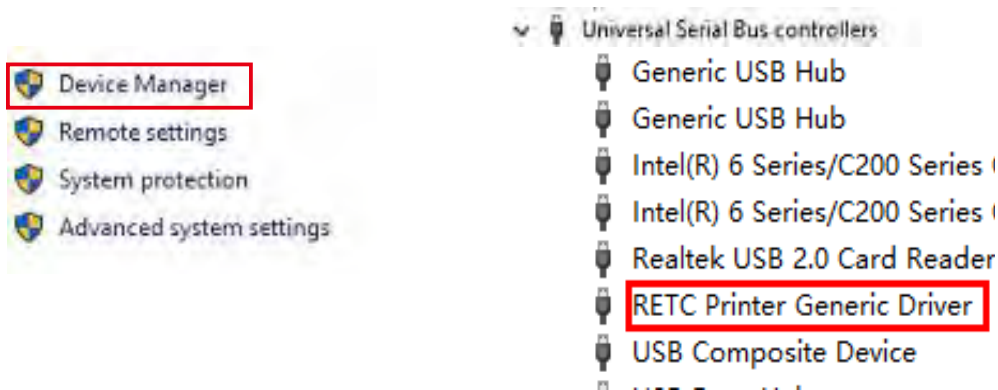 Device Manager
Remote settings
System protection
Advanced system settings
Universal Serial Bus controllers
Generic USB Hub
Generic USB Hub
Intel(R) 6 Series/C200 Series
Intel(R) 6 Series/C200 Series
Realtek USB 2.0 Card Reader
RETC Printer Generic Driver
USB Composite Device